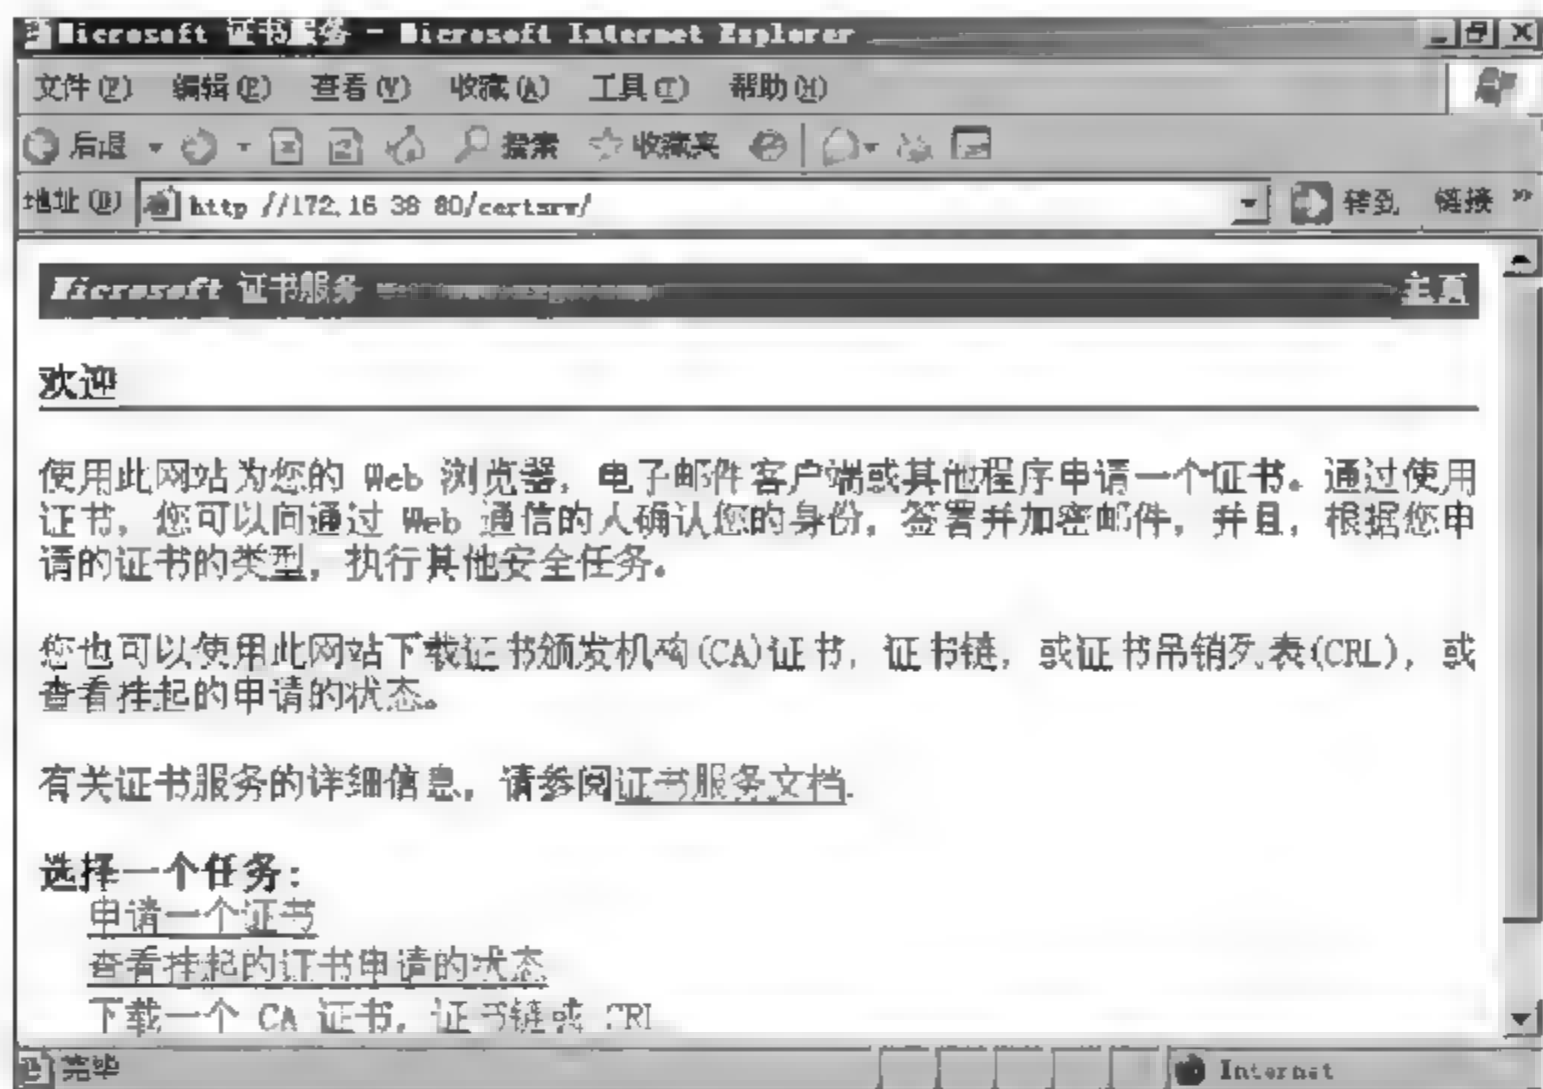 Microsoft 证书服务 - Microsoft Internet Explorer
文件(F) 编辑(E) 查看(V) 收藏(A) 工具(T) 帮助(H)
后退 搜索 收藏夹
地址(D) http //172.16 38 80/certsrv/ 转到 链接 »
Microsoft 证书服务 主页
欢迎
使用此网站为您的 Web 浏览器，电子邮件客户端或其他程序申请一个证书。通过使用
证书，您可以向通过 Web 通信的人确认您的身份，签署并加密邮件，并且，根据您申
请的证书的类型，执行其他安全任务。
您也可以使用此网站下载证书颁发机构(CA)证书，证书链，或证书吊销列表(CRL)，或
查看挂起的申请的状态。
有关证书服务的详细信息，请参阅证书服务文档.
选择一个任务:
申请一个证书
查看挂起的证书申请的状态
下载一个 CA 证书，证书链或 CRL
完毕 Internet